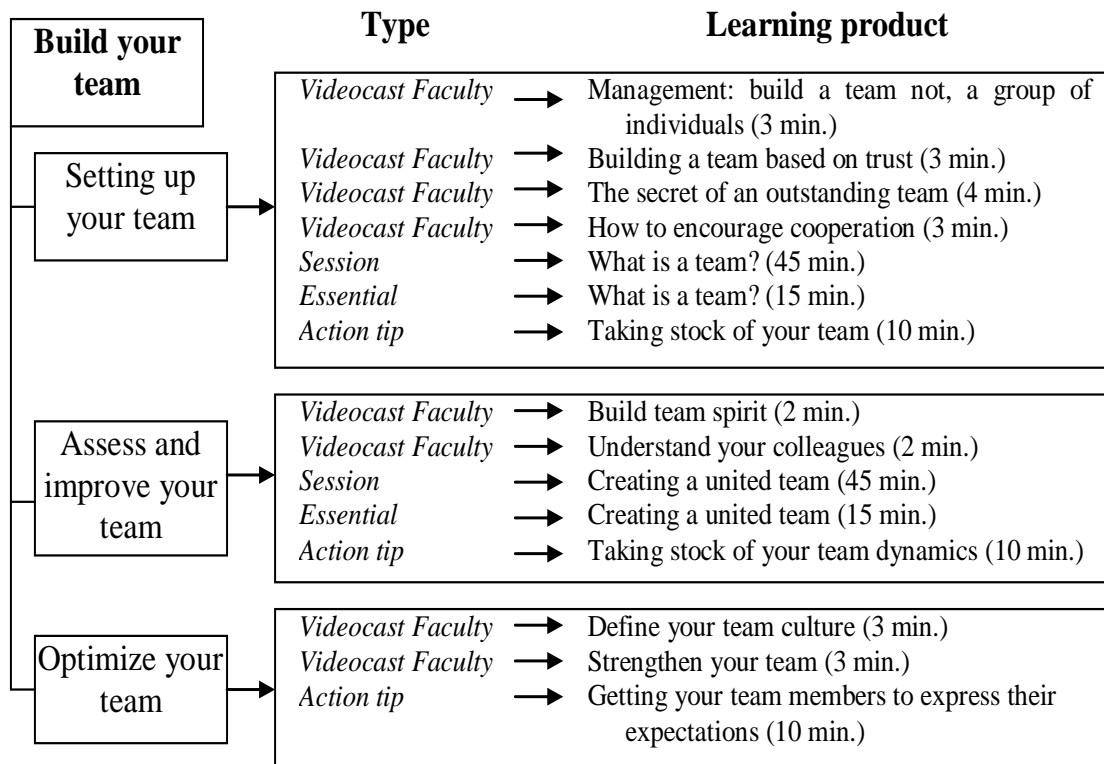 Build your
team
Type
Learning product
Setting up
your team
Videocast Faculty
Management: build a team not, a group of
individuals (3 min.)
Videocast Faculty
Building a team based on trust (3 min.)
Videocast Faculty
The secret of an outstanding team (4 min.)
Videocast Faculty
How to encourage cooperation (3 min.)
Session
What is a team? (45 min.)
Essential
What is a team? (15 min.)
Action tip
Taking stock of your team (10 min.)
Assess and
improve your
team
Videocast Faculty
Build team spirit (2 min.)
Videocast Faculty
Understand your colleagues (2 min.)
Session
Creating a united team (45 min.)
Essential
Creating a united team (15 min.)
Action tip
Taking stock of your team dynamics (10 min.)
Optimize your
team
Videocast Faculty
Define your team culture (3 min.)
Videocast Faculty
Strengthen your team (3 min.)
Action tip
Getting your team members to express their
expectations (10 min.)